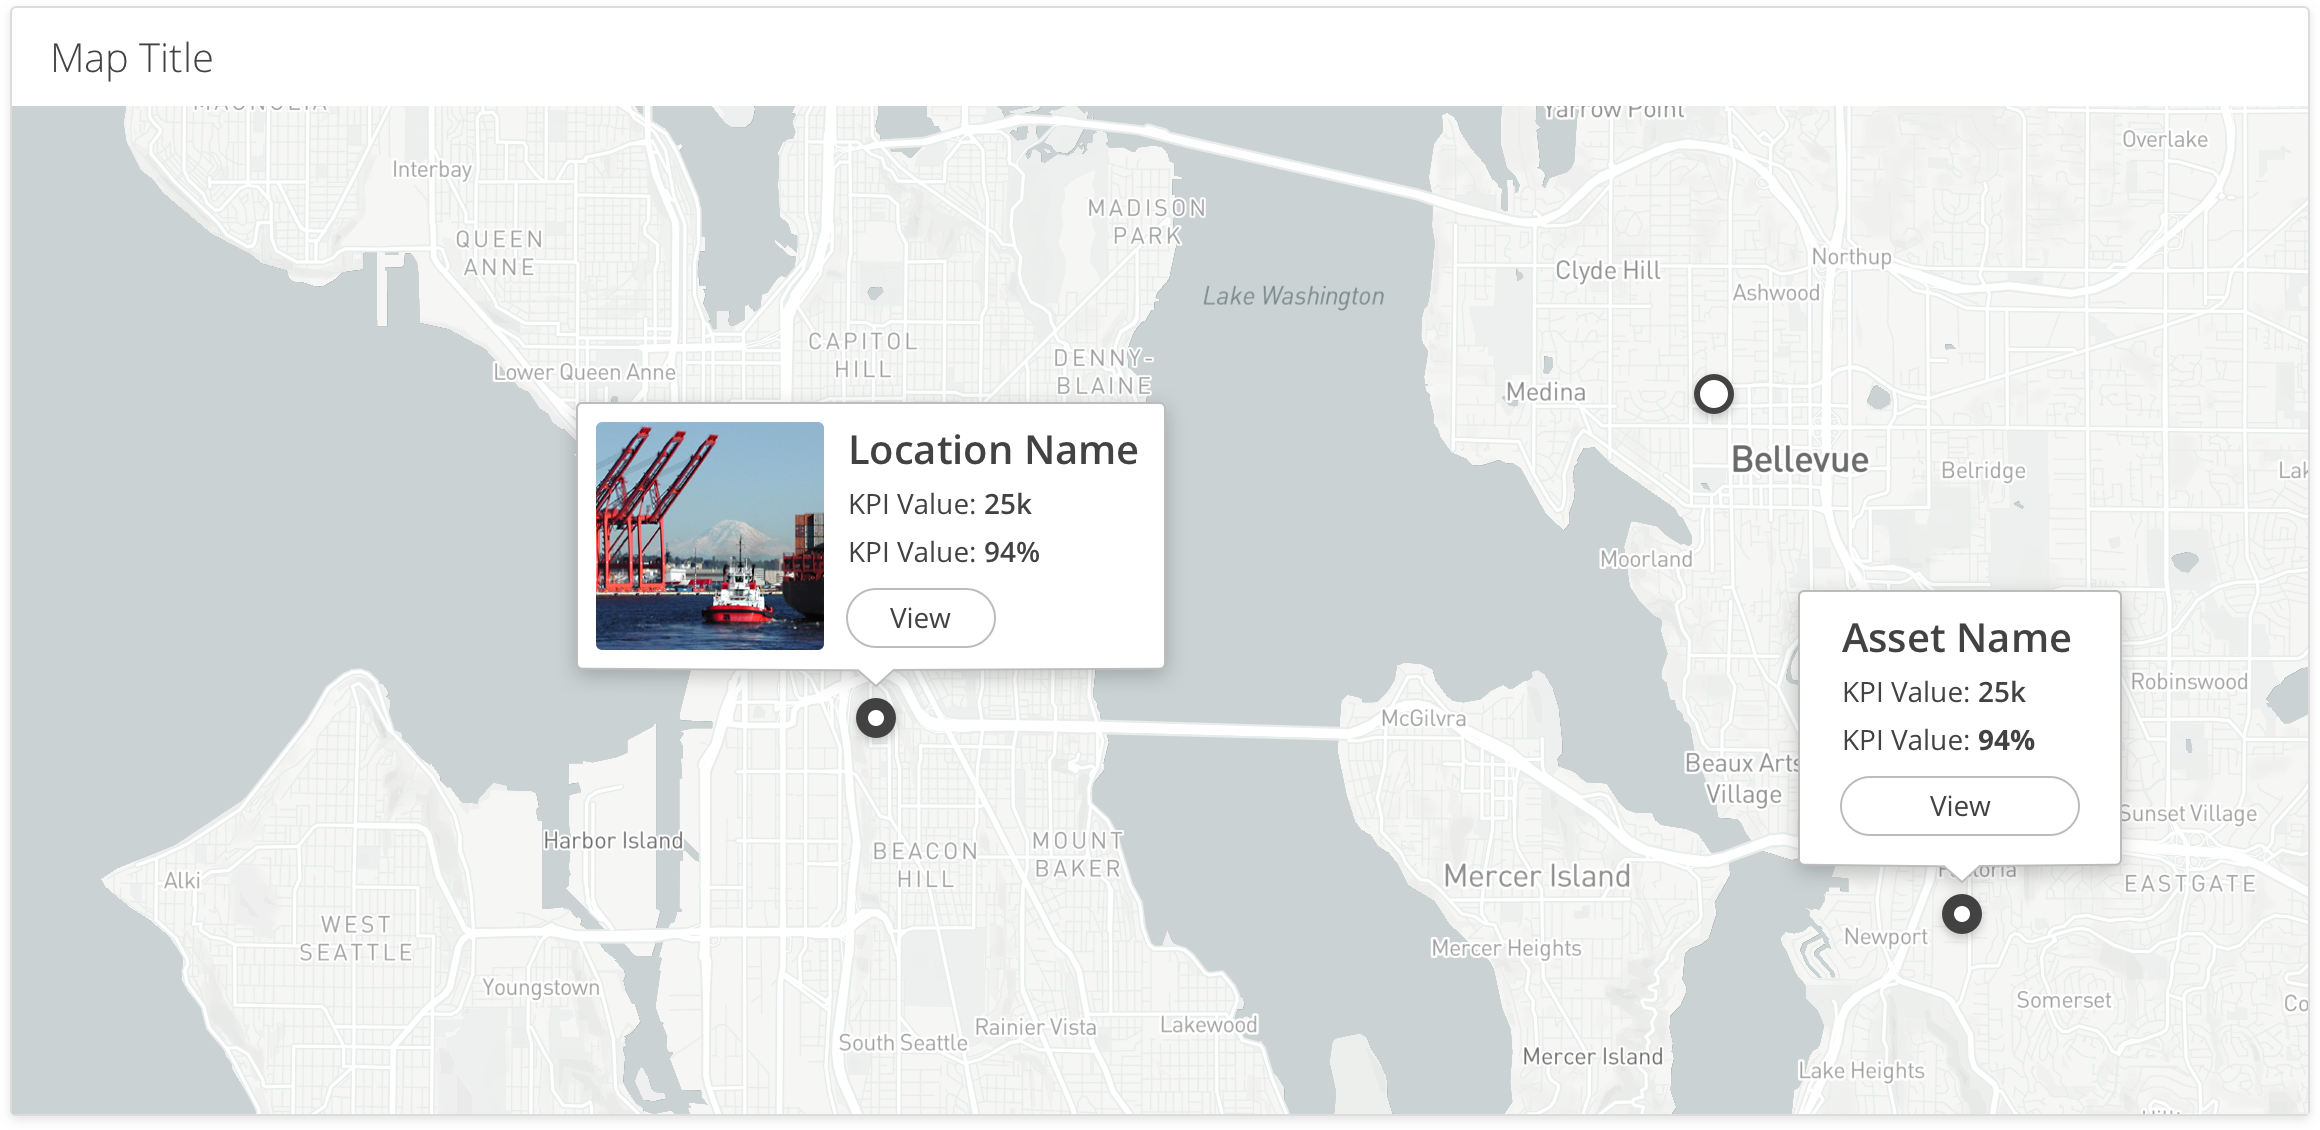 Map Title
MAGNOLIA
Yarrow Point
Overlake
Interbay
MADISON
PARK
QUEEN
ANNE
Northup
Clyde Hill
Ashwood
Lake Washington
CAPITOL
HILL
DENNY-
BLAINE
Lower Queen Anne
Medina
Location Name
KPI Value: 25k
KPI Value: 94%
View
Bellevue
Belridge
Lak
Moorland
Asset Name
KPI Value: 25k
KPI Value: 94%
View
Robinswood
McGilvra
Beaux Arts
Village
Sunset Village
Harbor Island
BEACON
HILL
MOUNT
BAKER
Mercer Island
EASTGATE
Alki
WEST
SEATTLE
Newport
Mercer Heights
Youngstown
Somerset
Co
Rainier Vista
Lakewood
South Seattle
Mercer Island
Lake Heights